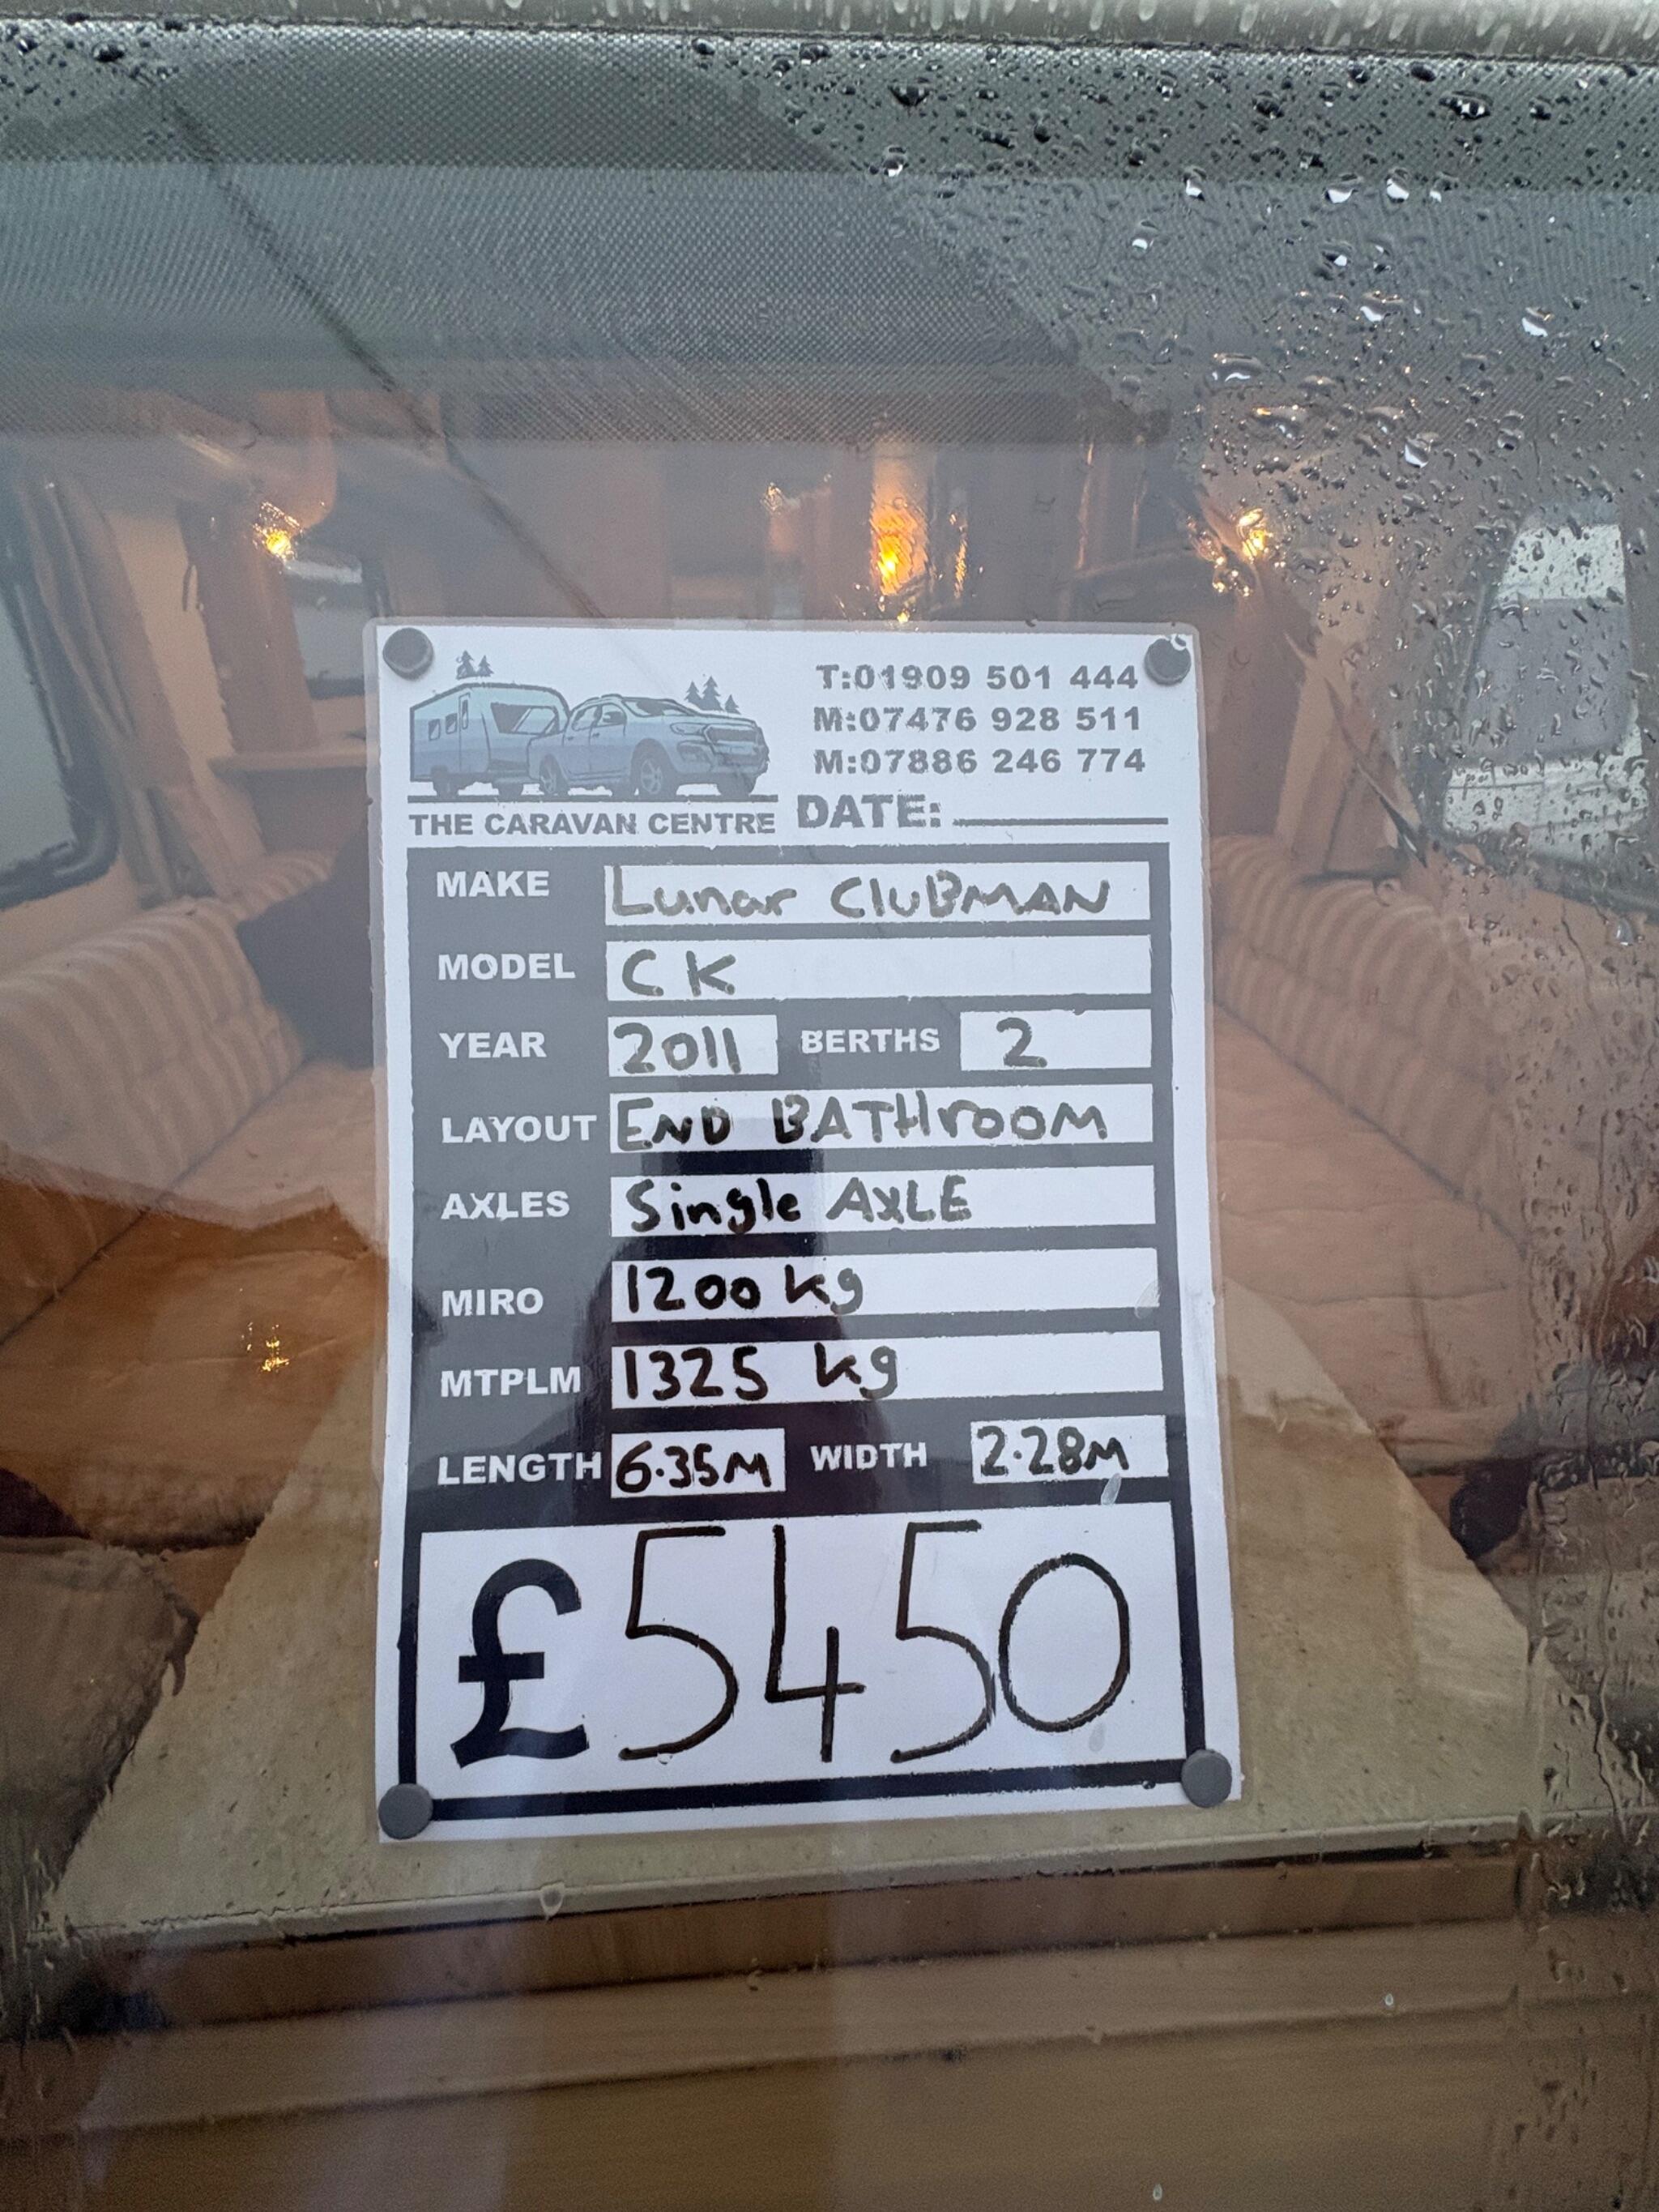 T:01909 501 444
M:07476 928 511
M:07886 246 774
THE CARAVAN CENTRE DATE:
MAKE Lunar CluBMAN
MODEL CK
YEAR 2011 BERTHS 2
LAYOUT END BATHrOOM
AXLES Single AXLE
MIRO 1200 kg
MTPLM 1325 kg
LENGTH 6.35M WIDTH 2.28M
£5450